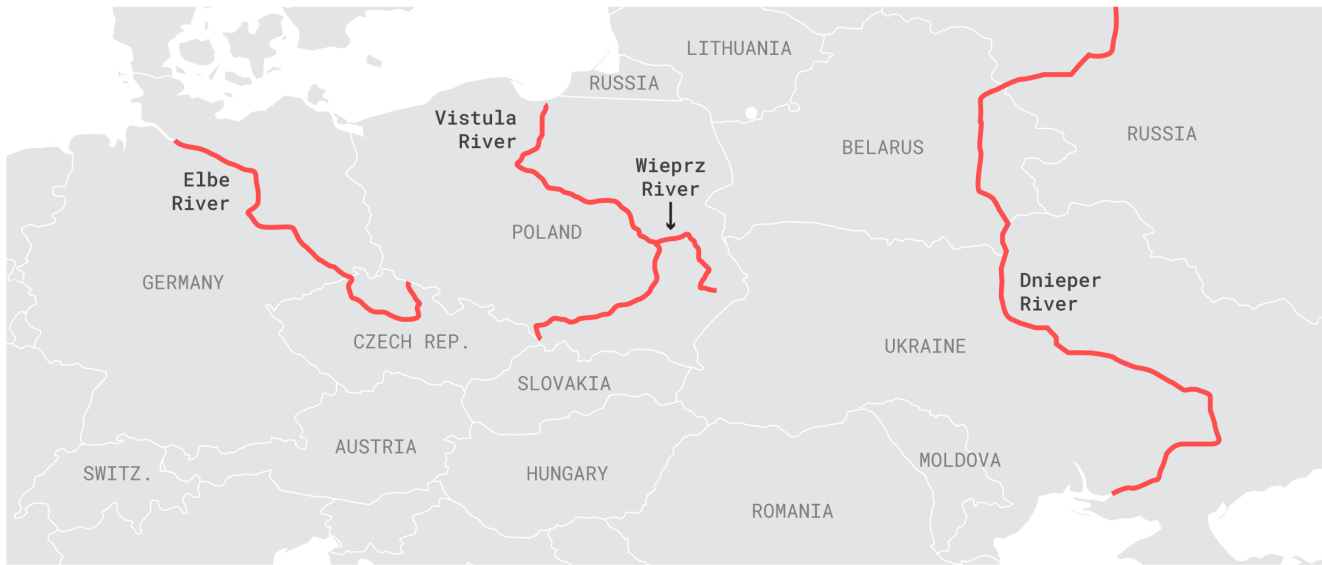 LITHUANIA
RUSSIA
Vistula
River
RUSSIA
BELARUS
Wieprz
River
Elbe
River
POLAND
GERMANY
Dnieper
River
CZECH REP.
UKRAINE
SLOVAKIA
AUSTRIA
MOLDOVA
SWITZ.
HUNGARY
ROMANIA